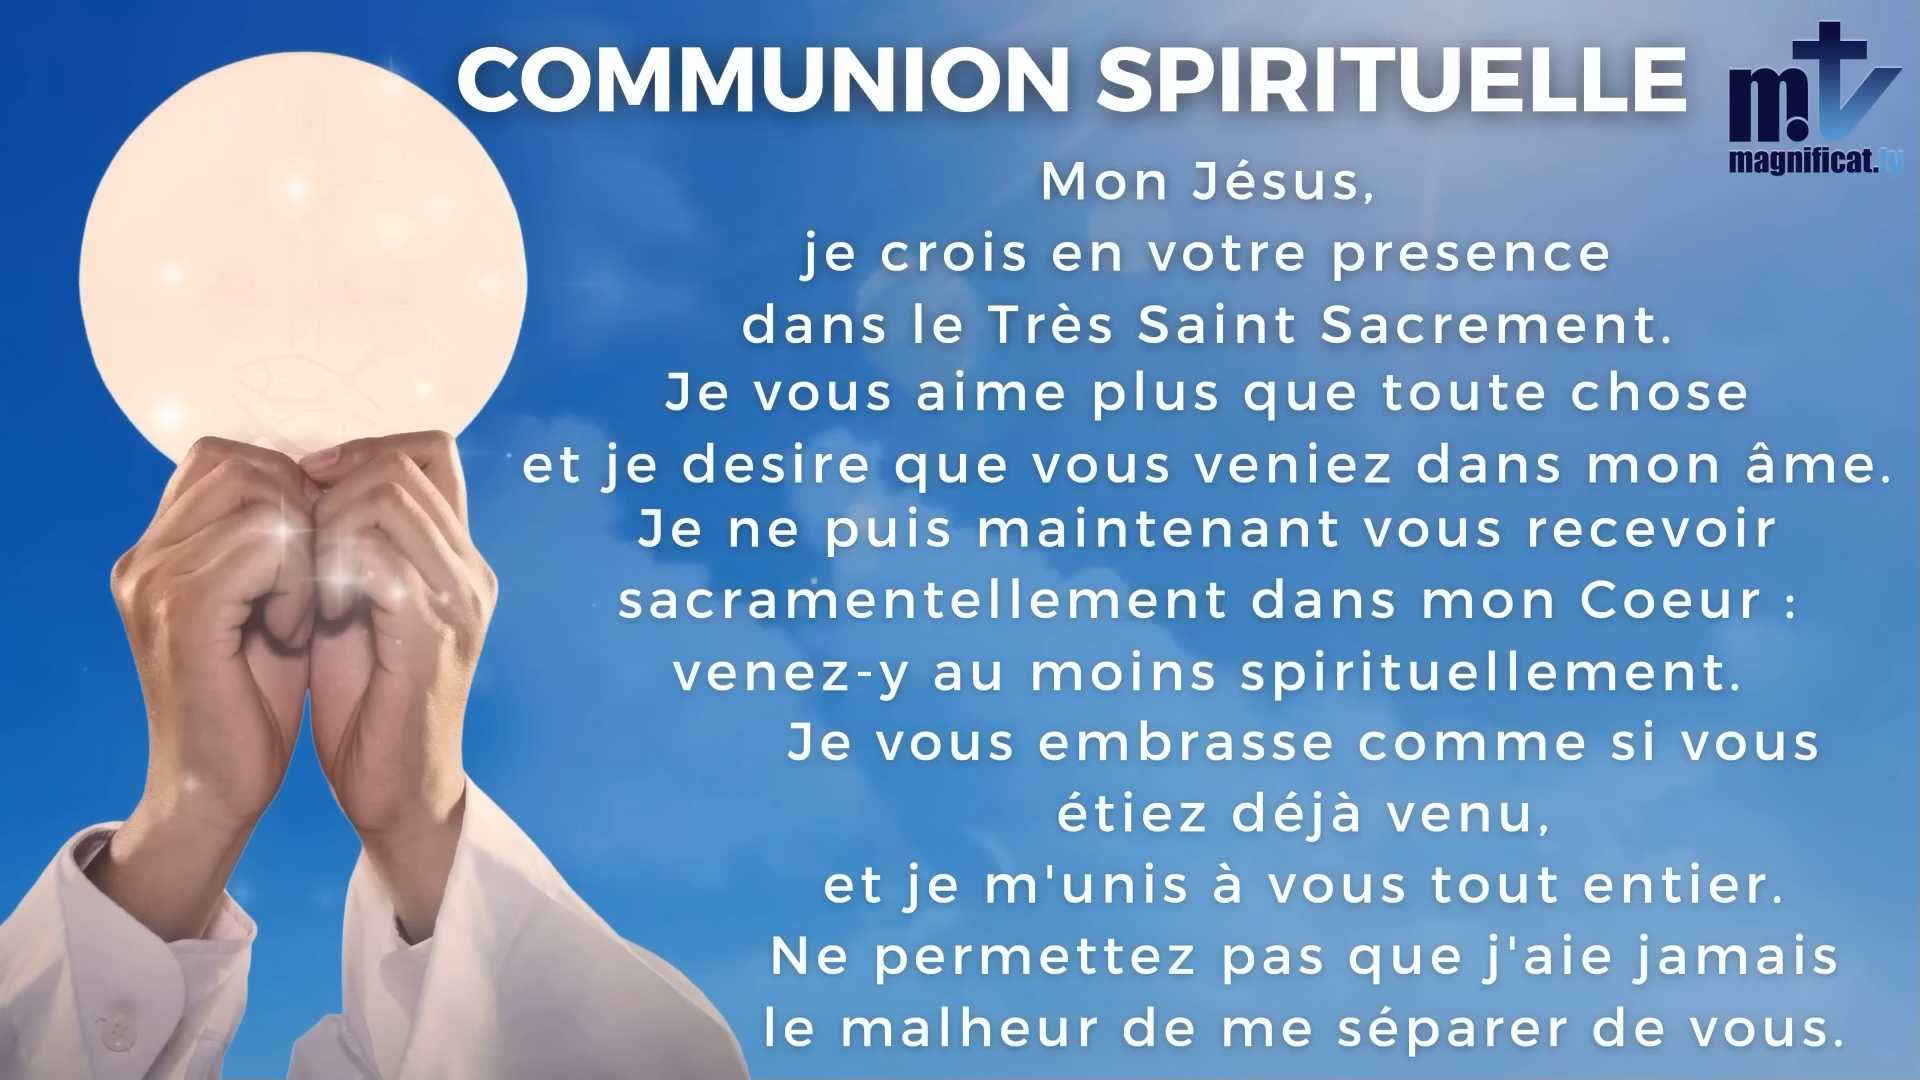 COMMUNION SPIRITUELLE
mtv
magnificat.tv
Mon Jésus,
je crois en votre presence
dans le Très Saint Sacrement.
Je vous aime plus que toute chose
et je desire que vous veniez dans mon âme.
Je ne puis maintenant vous recevoir
sacramentellement dans mon Coeur :
venez-y au moins spirituellement.
Je vous embrasse comme si vous
étiez déjà venu,
et je m'unis à vous tout entier.
Ne permettez pas que j'aie jamais
le malheur de me séparer de vous.